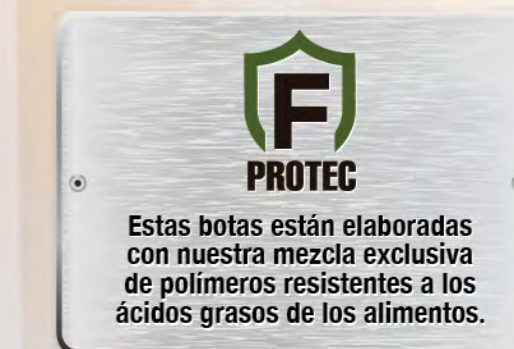 F
PROTEC
Estas botas están elaboradas
con nuestra mezcla exclusiva
de polímeros resistentes a los
ácidos grasos de los alimentos.